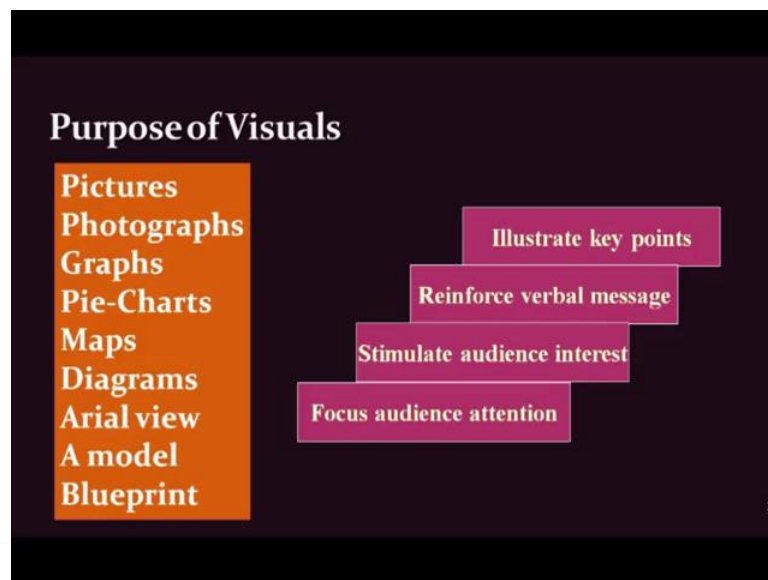 Purpose of Visuals
Pictures
Photographs
Graphs
Pie-Charts
Maps
Diagrams
Arial view
A model
Blueprint
Illustrate key points
Reinforce verbal message
Stimulate audience interest
Focus audience attention